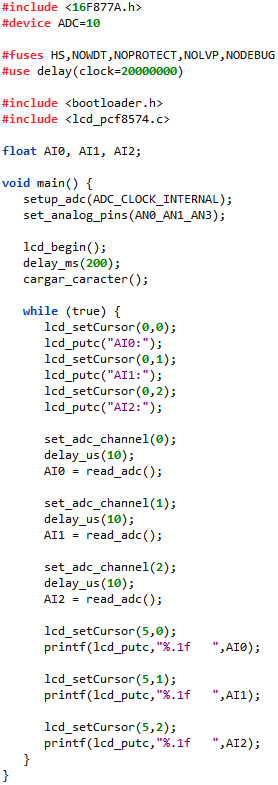 #include <16F877A.h>
#device ADC=10
#fuses HS,NOWDT,NOPROTECT,NOLVP,NODEBUG
#use delay(clock=20000000)
#include <bootloader.h>
#include <lcd_pcf8574.c>
float AI0, AI1, AI2;
void main() {
setup_adc(ADC_CLOCK_INTERNAL);
set_analog_pins(AN0_AN1_AN3);
lcd_begin();
delay_ms(200);
cargar_caracter();
while (true) {
lcd_setCursor(0,0);
lcd_putc("AI0:");
lcd_setCursor(0,1);
lcd_putc("AI1:");
lcd_setCursor(0,2);
lcd_putc("AI2:");
set_adc_channel(0);
delay_us(10);
AI0 = read_adc();
set_adc_channel(1);
delay_us(10);
AI1 = read_adc();
set_adc_channel(2);
delay_us(10);
AI2 = read_adc();
lcd_setCursor(5,0);
printf(lcd_putc,"%.1f   ",AI0);
lcd_setCursor(5,1);
printf(lcd_putc,"%.1f   ",AI1);
lcd_setCursor(5,2);
printf(lcd_putc,"%.1f   ",AI2);
}
}